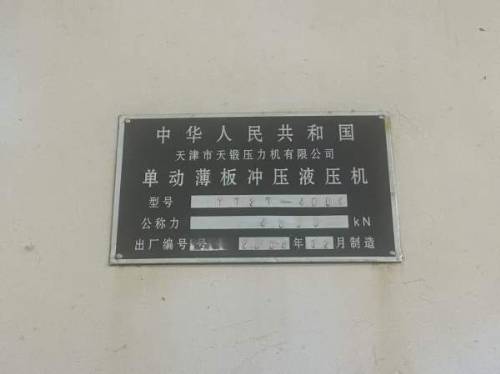 中华人民共和国
天津市天锻压力机有限公司
单动薄板冲压液压机
型号
公称力 kN
出厂编号 年 12 月制造